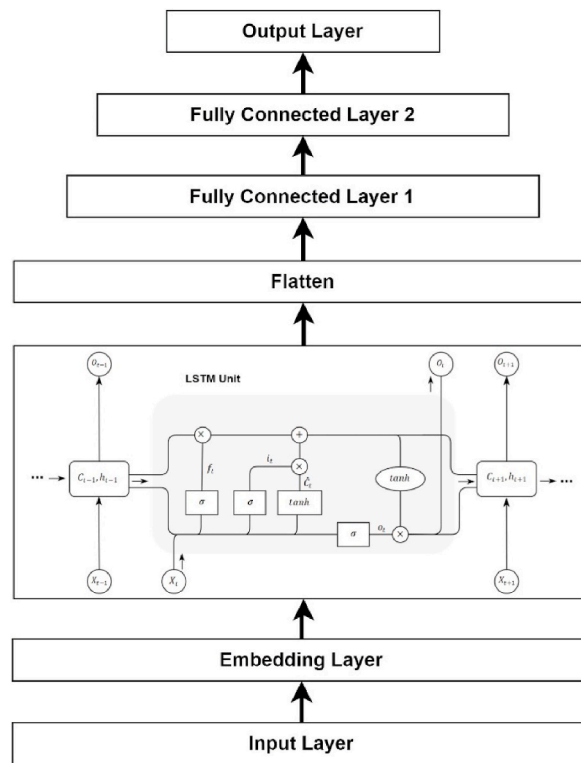 Output Layer
Fully Connected Layer 2
Fully Connected Layer 1
Flatten
O_{t-1} O_t O_{t+1}
LSTM Unit
× +
f_t i_t ×
... C_{t-1}, h_{t-1} Ĉ_t tanh C_{t+1}, h_{t+1} ...
σ σ tanh
σ o_t ×
X_{t-1} X_t X_{t+1}
Embedding Layer
Input Layer